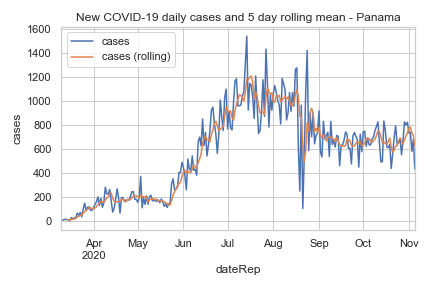 New COVID-19 daily cases and 5 day rolling mean - Panama
cases
cases (rolling)
1600
1400
1200
1000
800
600
400
200
0
cases
Apr
2020
May
Jun
Jul
Aug
Sep
Oct
Nov
dateRep